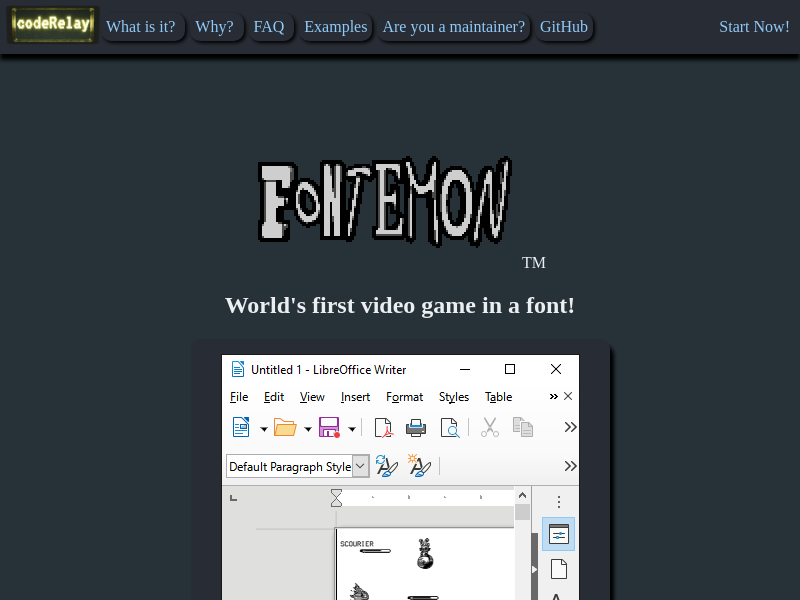 codeRelay What is it? Why? FAQ Examples Are you a maintainer? GitHub Start Now!
FONTEMON
TM
World's first video game in a font!
Untitled 1 - LibreOffice Writer
File Edit View Insert Format Styles Table
Default Paragraph Style
SCOURIER